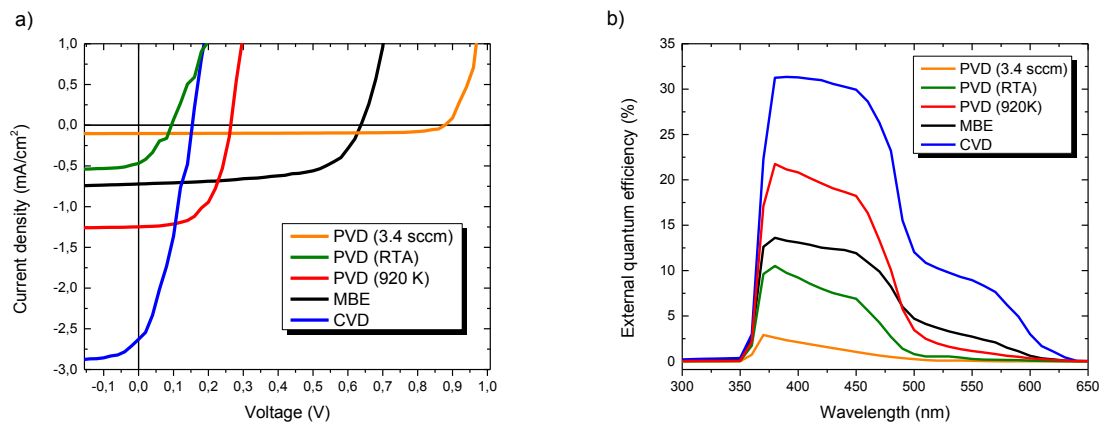 a)
1,0
0,5
0,0
-0,5
-1,0
-1,5
-2,0
-2,5
-3,0
Current density (mA/cm²)
PVD (3.4 sccm)
PVD (RTA)
PVD (920 K)
MBE
CVD
-0,1 0,0 0,1 0,2 0,3 0,4 0,5 0,6 0,7 0,8 0,9 1,0
Voltage (V)
b)
35
30
25
20
15
10
5
0
External quantum efficiency (%)
PVD (3.4 sccm)
PVD (RTA)
PVD (920K)
MBE
CVD
300 350 400 450 500 550 600 650
Wavelength (nm)